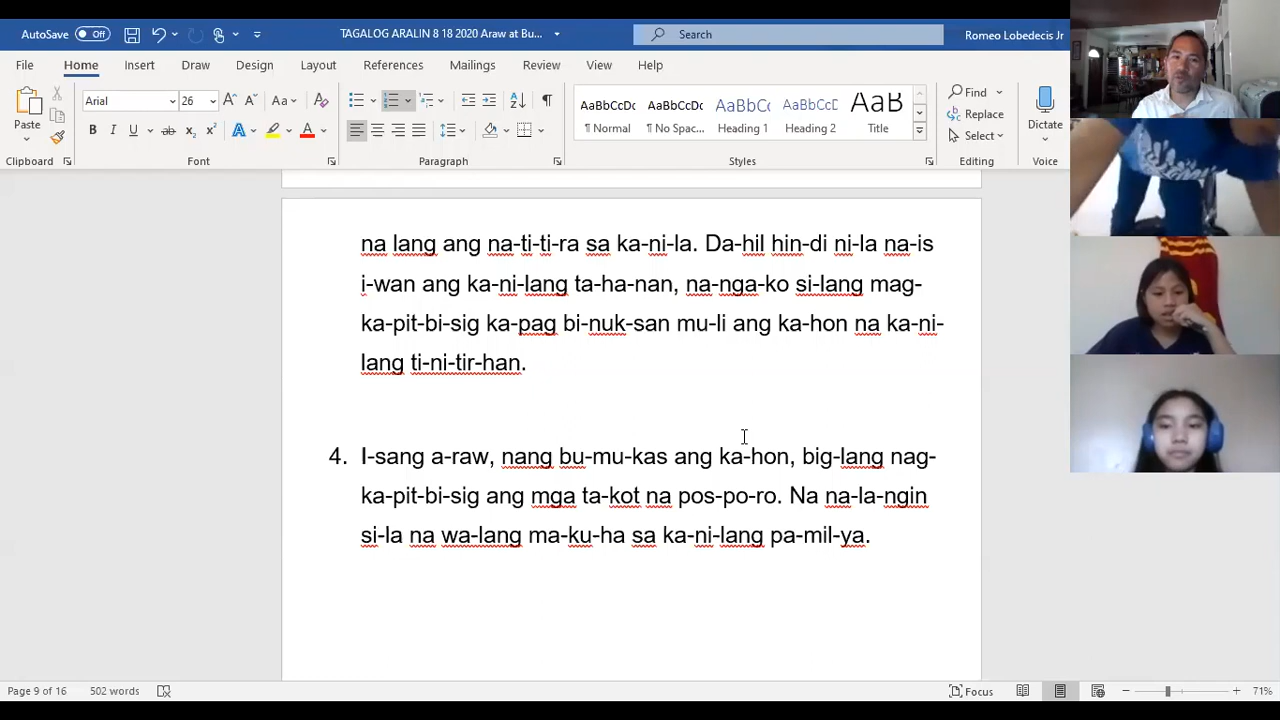 AutoSave Off TAGALOG ARALIN 8 18 2020 Araw at Bu... Search Romeo Lobedecis Jr
File Home Insert Draw Design Layout References Mailings Review View Help
Paste Arial 26 AaBbCcDc AaBbCcDc AaBbCc AaBbCcD AaB Find Replace Select Dictate
¶ Normal ¶ No Spac... Heading 1 Heading 2 Title
Clipboard Font Paragraph Styles Editing Voice
na lang ang na-ti-ti-ra sa ka-ni-la. Da-hil hin-di ni-la na-is
i-wan ang ka-ni-lang ta-ha-nan, na-nga-ko si-lang mag-
ka-pit-bi-sig ka-pag bi-nuk-san mu-li ang ka-hon na ka-ni-
lang ti-ni-tir-han.
4. I-sang a-raw, nang bu-mu-kas ang ka-hon, big-lang nag-
ka-pit-bi-sig ang mga ta-kot na pos-po-ro. Na na-la-ngin
si-la na wa-lang ma-ku-ha sa ka-ni-lang pa-mil-ya.
Page 9 of 16 502 words Focus 71%